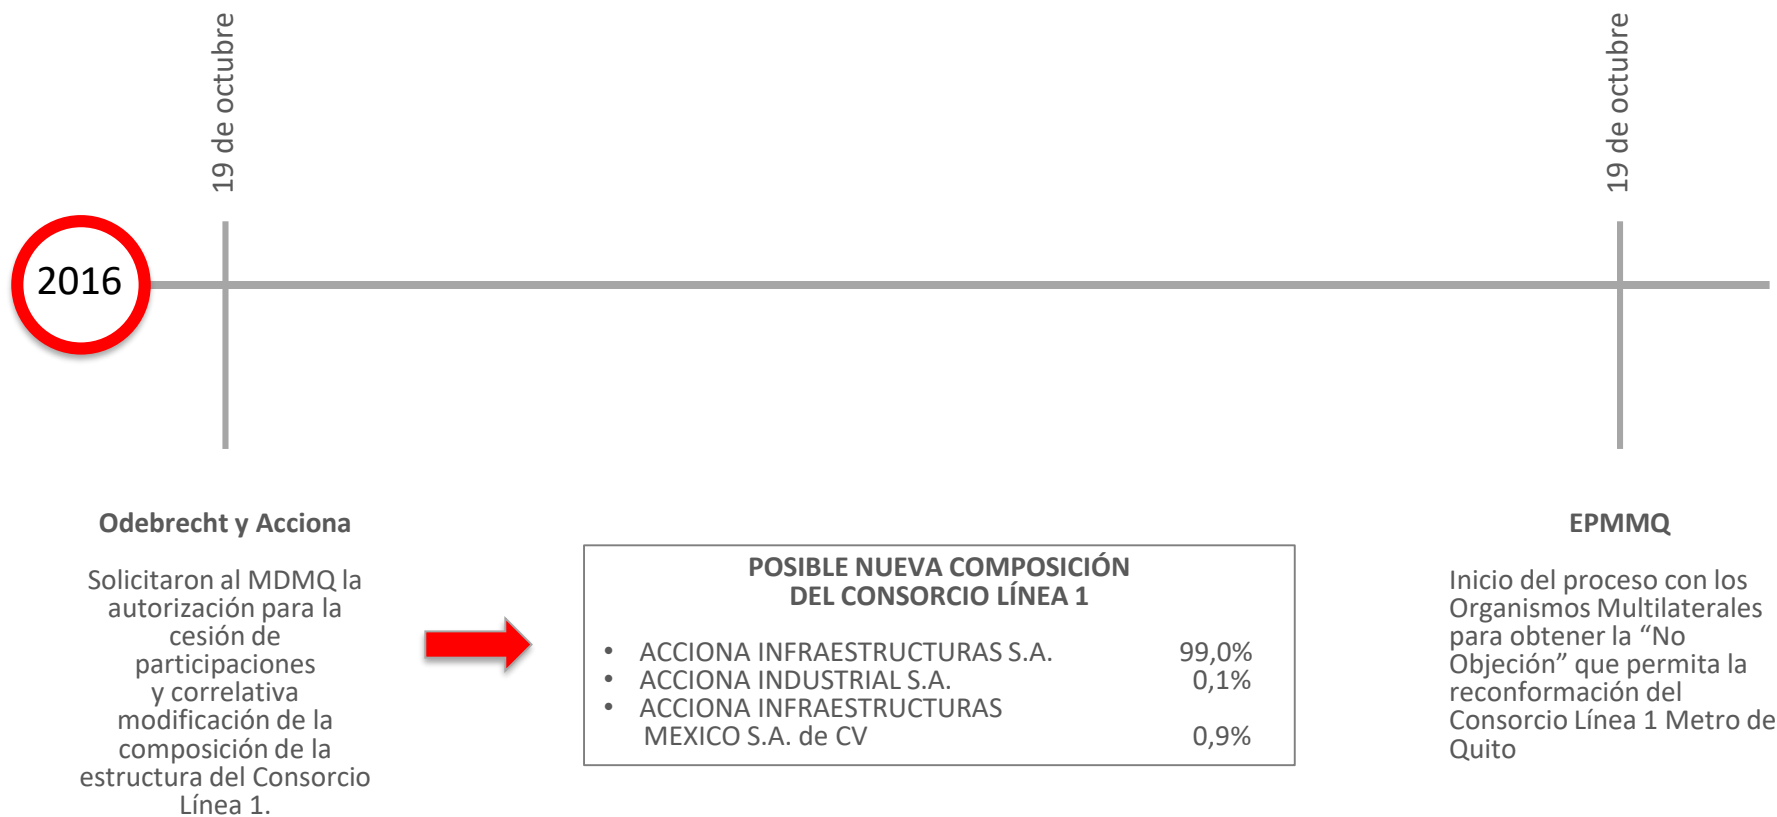 19 de octubre
19 de octubre
2016
Odebrecht y Acciona
Solicitaron al MDMQ la
autorización para la
cesión de
participaciones
y correlativa
modificación de la
composición de la
estructura del Consorcio
Línea 1.
POSIBLE NUEVA COMPOSICIÓN
DEL CONSORCIO LÍNEA 1
• ACCIONA INFRAESTRUCTURAS S.A. 99,0%
• ACCIONA INDUSTRIAL S.A. 0,1%
• ACCIONA INFRAESTRUCTURAS
MEXICO S.A. de CV 0,9%
EPMMQ
Inicio del proceso con los
Organismos Multilaterales
para obtener la “No
Objeción” que permita la
reconformación del
Consorcio Línea 1 Metro de
Quito